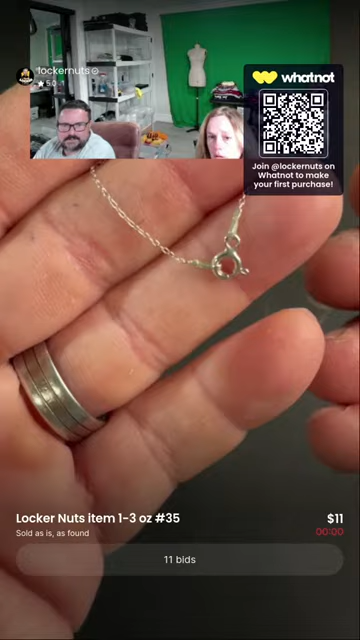 lockernuts
★ 5.0
whatnot
Join @lockernuts on
Whatnot to make
your first purchase!
Locker Nuts item 1-3 oz #35
$11
Sold as is, as found
00:00
11 bids